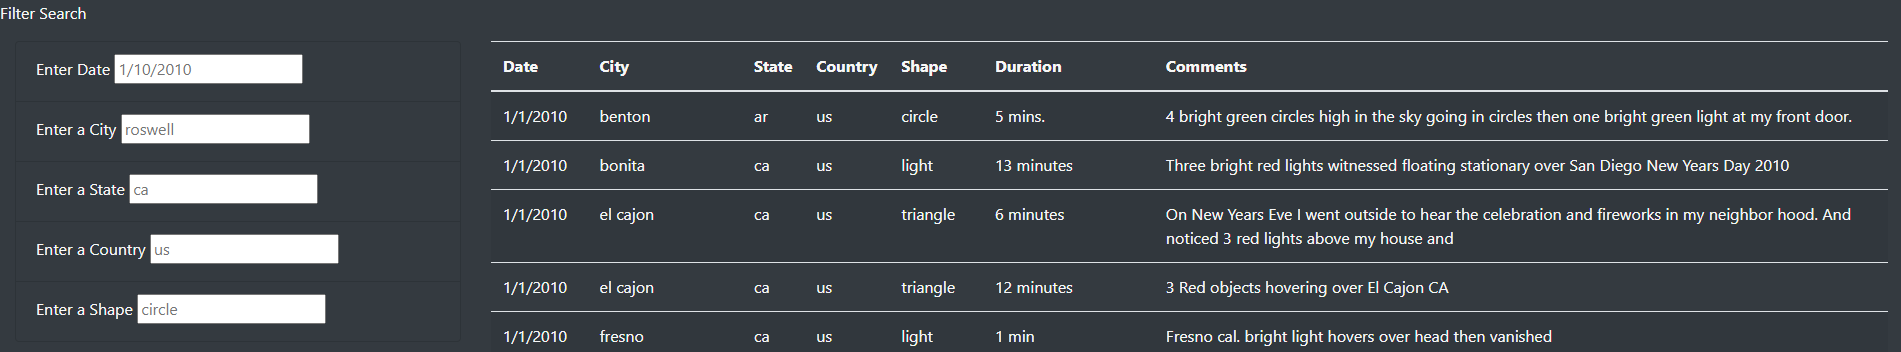 Filter Search
Enter Date 1/10/2010
Enter a City roswell
Enter a State ca
Enter a Country us
Enter a Shape circle
Date City State Country Shape Duration Comments
1/1/2010 benton ar us circle 5 mins. 4 bright green circles high in the sky going in circles then one bright green light at my front door.
1/1/2010 bonita ca us light 13 minutes Three bright red lights witnessed floating stationary over San Diego New Years Day 2010
1/1/2010 el cajon ca us triangle 6 minutes On New Years Eve I went outside to hear the celebration and fireworks in my neighbor hood. And
noticed 3 red lights above my house and
1/1/2010 el cajon ca us triangle 12 minutes 3 Red objects hovering over El Cajon CA
1/1/2010 fresno ca us light 1 min Fresno cal. bright light hovers over head then vanished